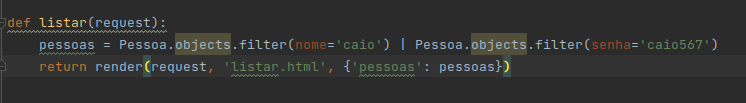 def listar(request):
    pessoas = Pessoa.objects.filter(nome='caio') | Pessoa.objects.filter(senha='caio567')
    return render(request, 'listar.html', {'pessoas': pessoas})